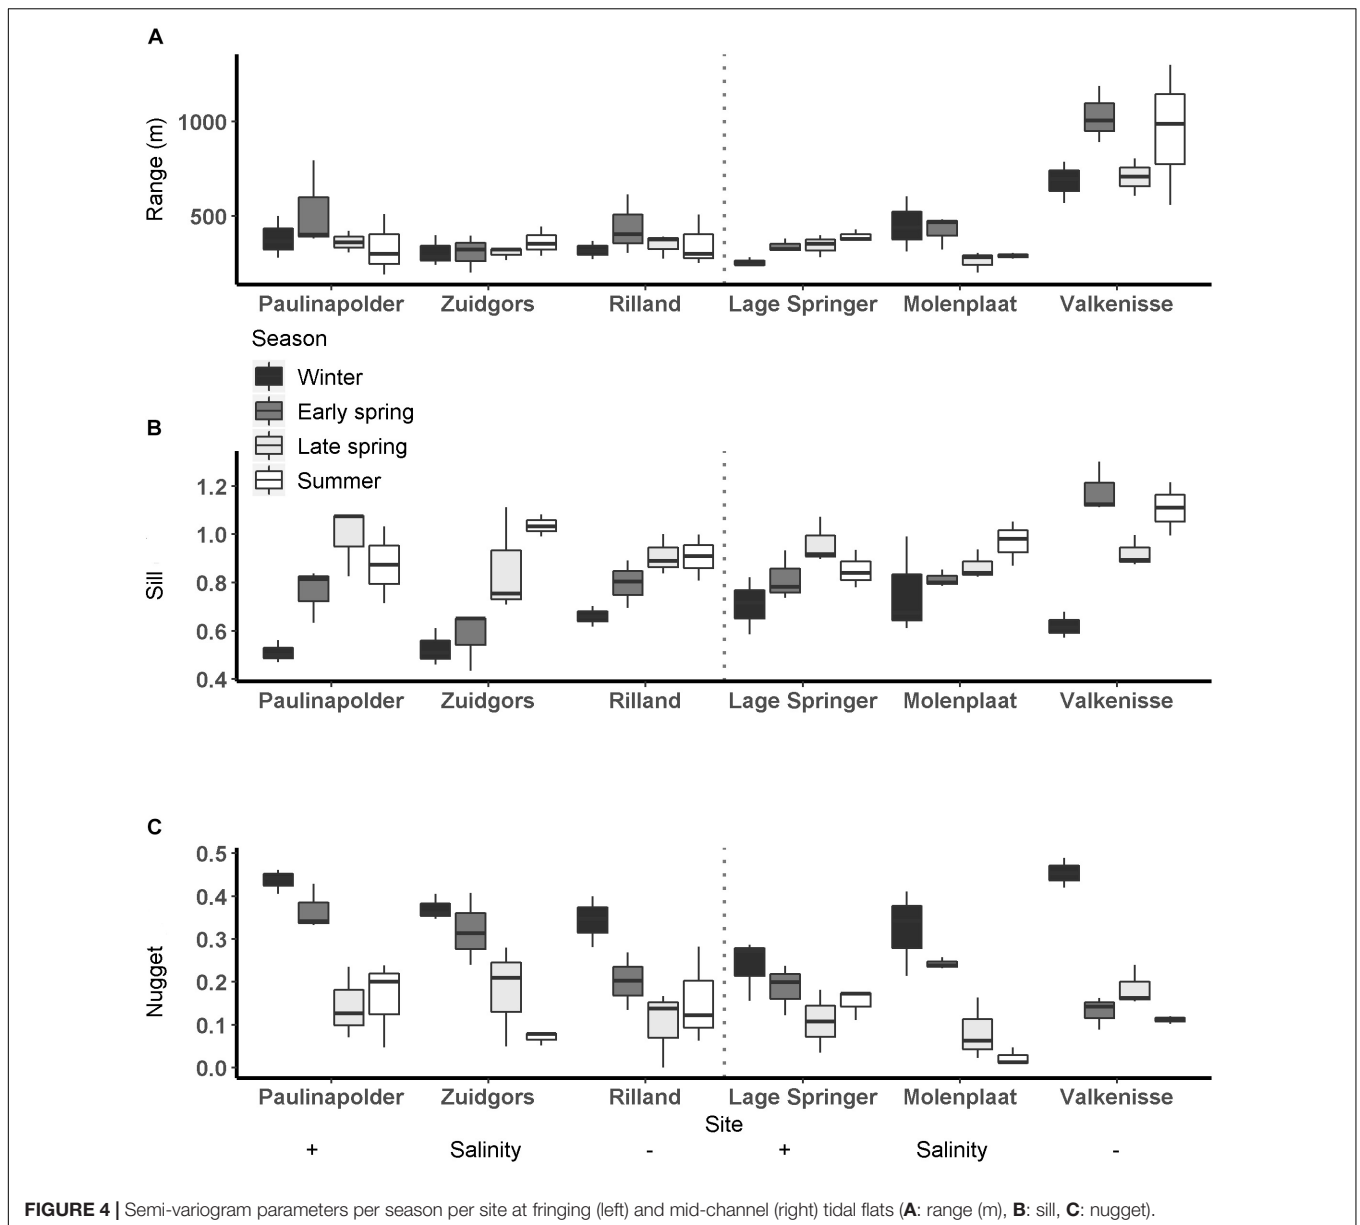 A
Range (m)
1000
500
Paulinapolder Zuidgors Rilland Lage Springer Molenplaat Valkenisse
Season
Winter
Early spring
Late spring
Summer
B
Sill
1.2
1.0
0.8
0.6
0.4
Paulinapolder Zuidgors Rilland Lage Springer Molenplaat Valkenisse
C
Nugget
0.5
0.4
0.3
0.2
0.1
0.0
Paulinapolder Zuidgors Rilland Lage Springer Molenplaat Valkenisse
Site
+ Salinity - + Salinity -
FIGURE 4 | Semi-variogram parameters per season per site at fringing (left) and mid-channel (right) tidal flats (A: range (m), B: sill, C: nugget).